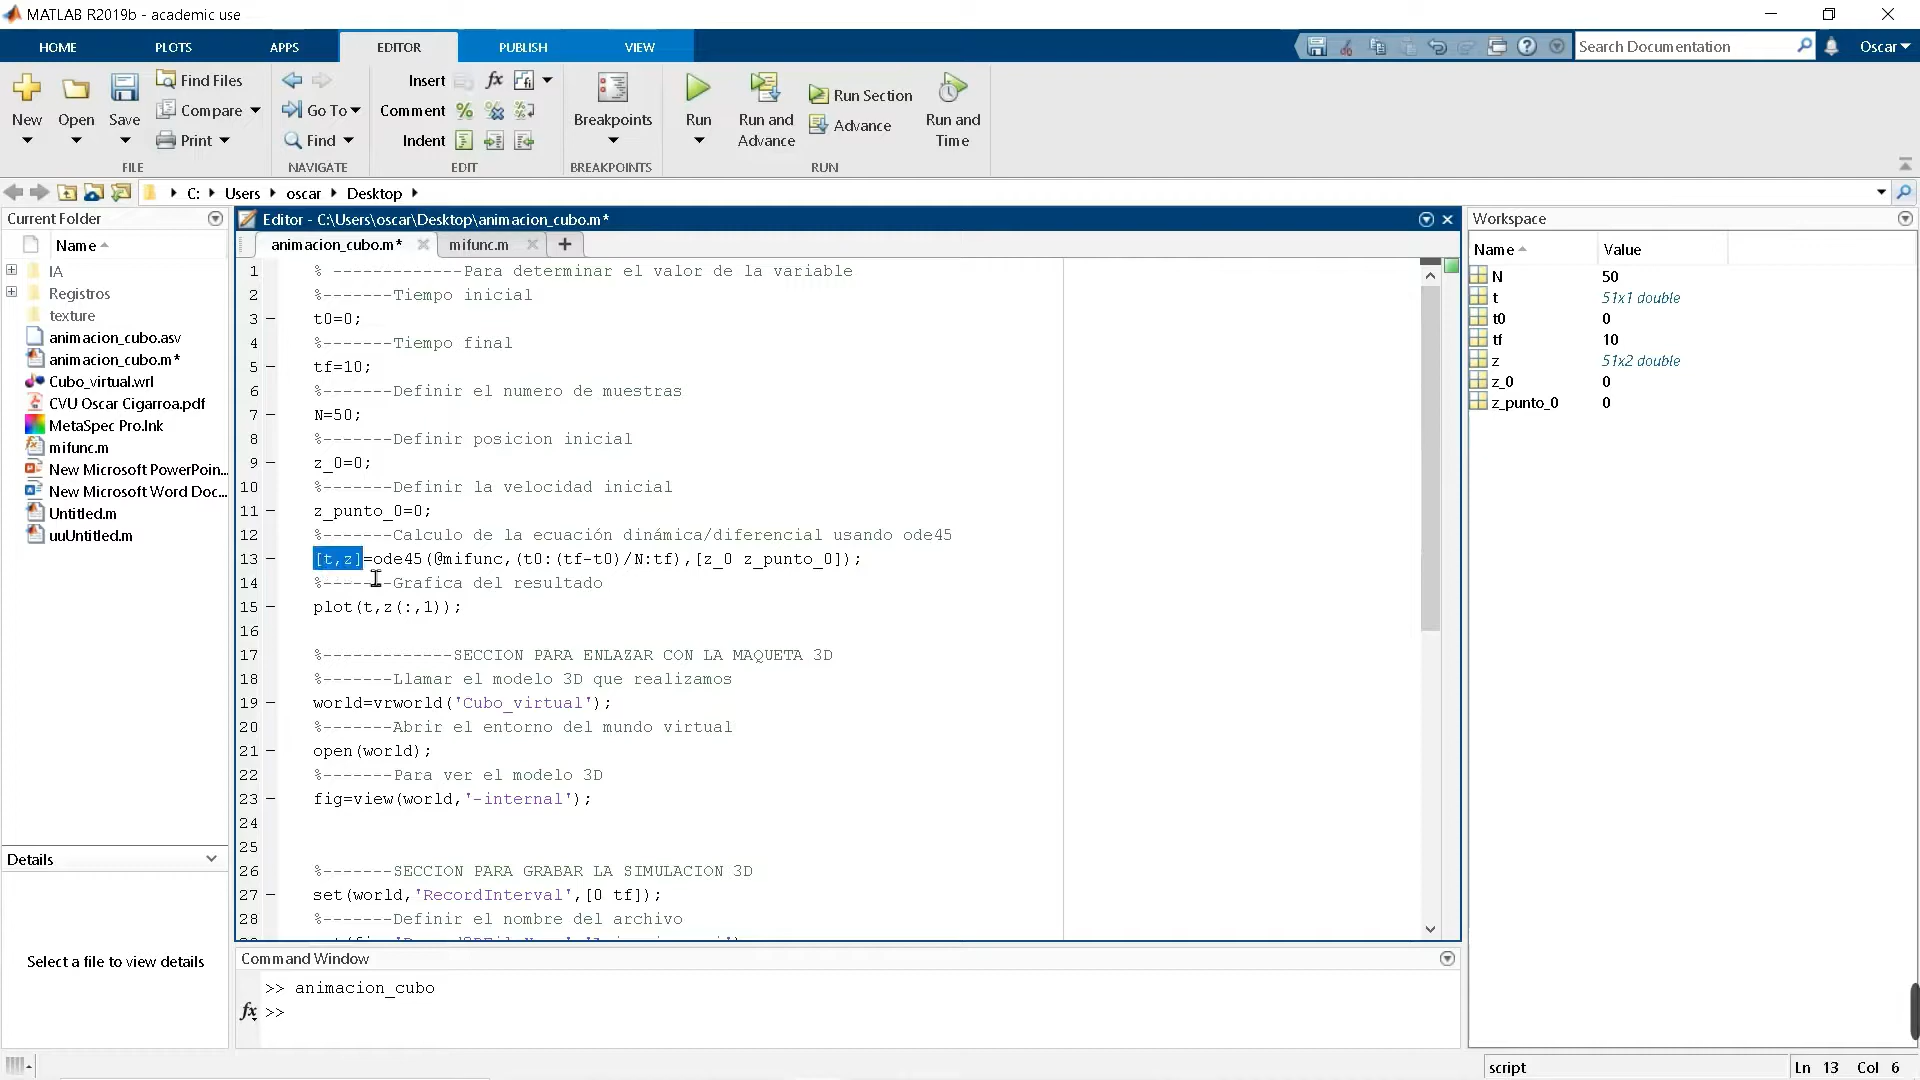 MATLAB R2019b - academic use
HOME
PLOTS
APPS
EDITOR
PUBLISH
VIEW
Search Documentation
Oscar
New
Open
Save
Find Files
Compare
Print
FILE
Go To
Find
NAVIGATE
Insert
fx
Comment
Indent
EDIT
Breakpoints
BREAKPOINTS
Run
Run and Advance
Run Section
Advance
Run and Time
RUN
C:
Users
oscar
Desktop
Current Folder
Name
IA
Registros
texture
animacion_cubo.asv
animacion_cubo.m*
Cubo_virtual.wrl
CVU Oscar Cigarroa.pdf
MetaSpec Pro.lnk
mifunc.m
New Microsoft PowerPoin...
New Microsoft Word Doc...
Untitled.m
uuUntitled.m
Details
Select a file to view details
Editor - C:\Users\oscar\Desktop\animacion_cubo.m*
animacion_cubo.m*
mifunc.m
1 % -------------Para determinar el valor de la variable
2 %-------Tiempo inicial
3 – t0=0;
4 %-------Tiempo final
5 – tf=10;
6 %-------Definir el numero de muestras
7 – N=50;
8 %-------Definir posicion inicial
9 – z_0=0;
10 %-------Definir la velocidad inicial
11 – z_punto_0=0;
12 %-------Calculo de la ecuación dinámica/diferencial usando ode45
13 – [t,z]=ode45(@mifunc,(t0:(tf-t0)/N:tf),[z_0 z_punto_0]);
14 %-------Grafica del resultado
15 – plot(t,z(:,1));
16
17 %-------------SECCION PARA ENLAZAR CON LA MAQUETA 3D
18 %-------Llamar el modelo 3D que realizamos
19 – world=vrworld('Cubo_virtual');
20 %-------Abrir el entorno del mundo virtual
21 – open(world);
22 %-------Para ver el modelo 3D
23 – fig=view(world,'-internal');
24
25
26 %-------SECCION PARA GRABAR LA SIMULACION 3D
27 – set(world,'RecordInterval',[0 tf]);
28 %-------Definir el nombre del archivo
Command Window
>> animacion_cubo
fx >>
Workspace
Name Value
N 50
t 51x1 double
t0 0
tf 10
z 51x2 double
z_0 0
z_punto_0 0
script
Ln 13 Col 6